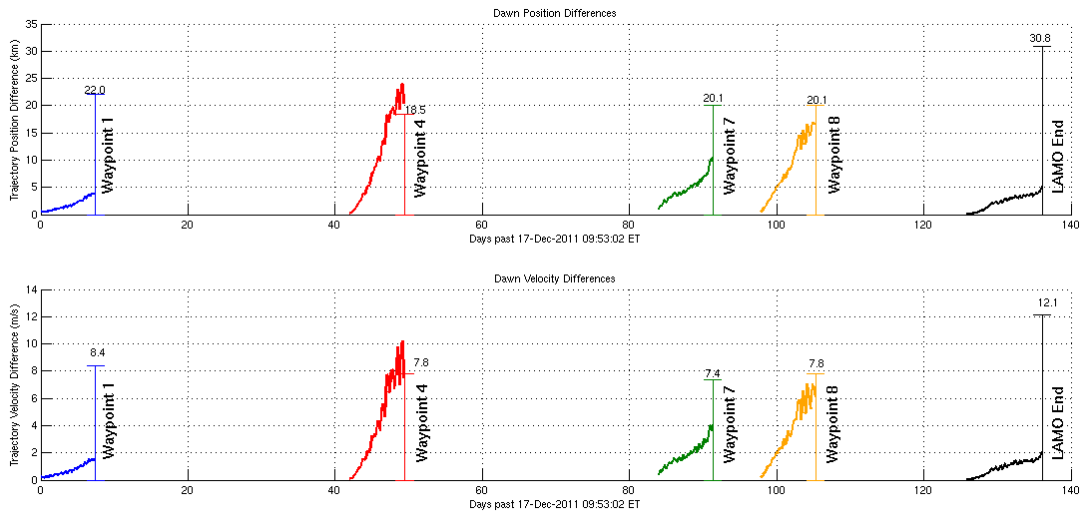 Dawn Position Differences
Trajectory Position Difference (km)
35
30
25
20
15
10
5
0
22.0
Waypoint 1
18.5
Waypoint 4
20.1
Waypoint 7
20.1
Waypoint 8
30.8
LAMO End
0 20 40 60 80 100 120 140
Days past 17-Dec-2011 09:53:02 ET
Dawn Velocity Differences
Trajectory Velocity Difference (m/s)
14
12
10
8
6
4
2
0
8.4
Waypoint 1
7.8
Waypoint 4
7.4
Waypoint 7
7.8
Waypoint 8
12.1
LAMO End
0 20 40 60 80 100 120 140
Days past 17-Dec-2011 09:53:02 ET